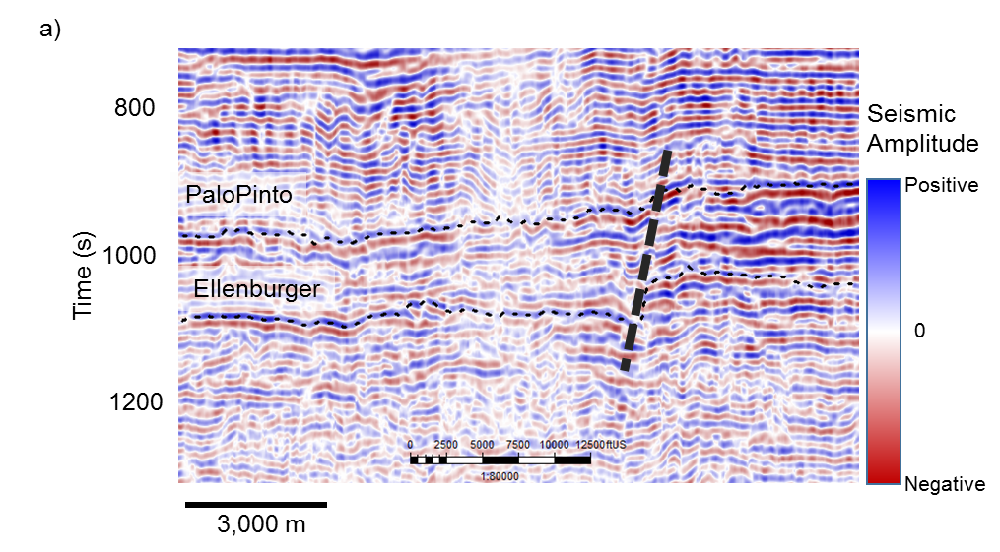 a)
800
Seismic
Amplitude
Positive
PaloPinto
1000
Time (s)
Ellenburger
0
1200
0 2500 5000 7500 10000 12500ftUS
1:80000
Negative
3,000 m